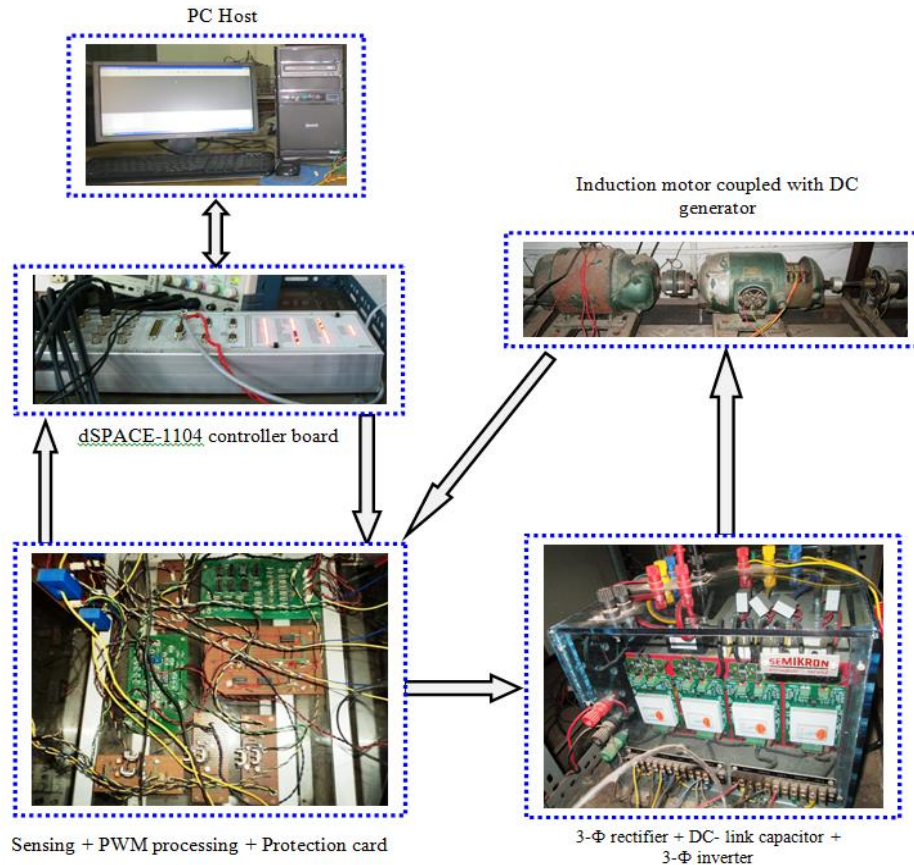 PC Host
Induction motor coupled with DC
generator
dSPACE-1104 controller board
SEMIKRON
Sensing + PWM processing + Protection card
3-Φ rectifier + DC- link capacitor +
3-Φ inverter